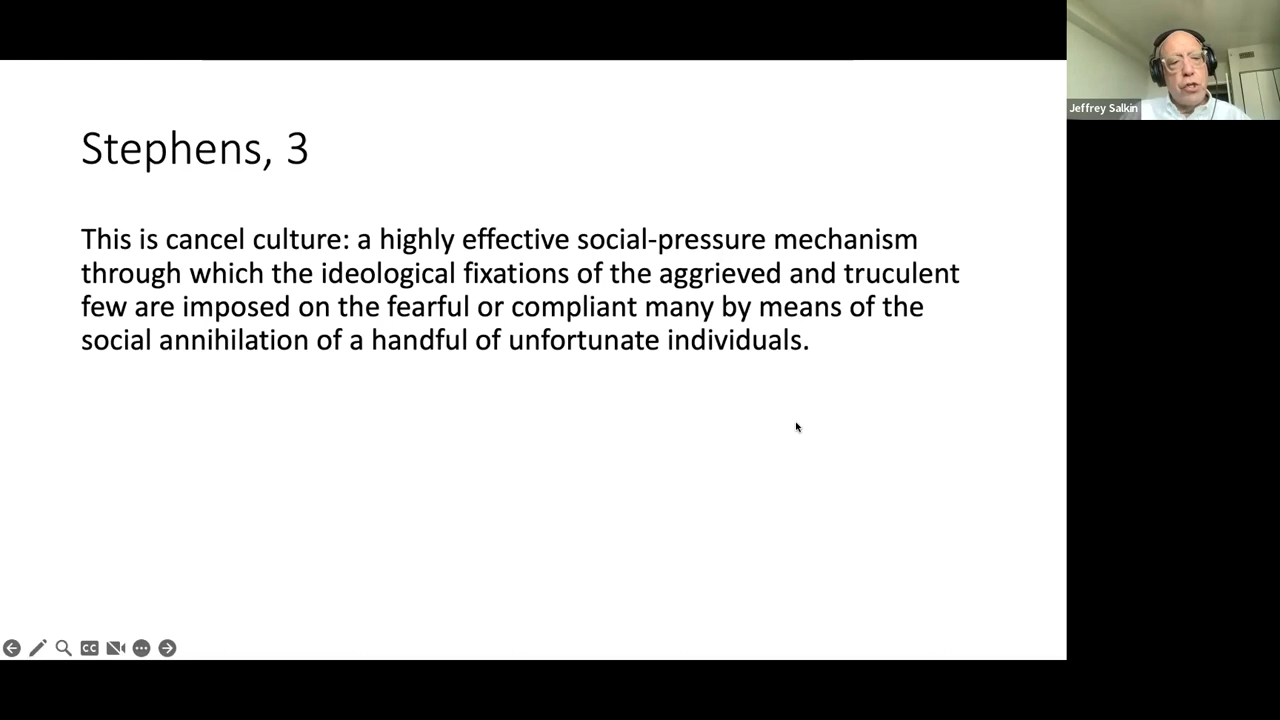 Stephens, 3
This is cancel culture: a highly effective social-pressure mechanism
through which the ideological fixations of the aggrieved and truculent
few are imposed on the fearful or compliant many by means of the
social annihilation of a handful of unfortunate individuals.
Jeffrey Salkin
CC